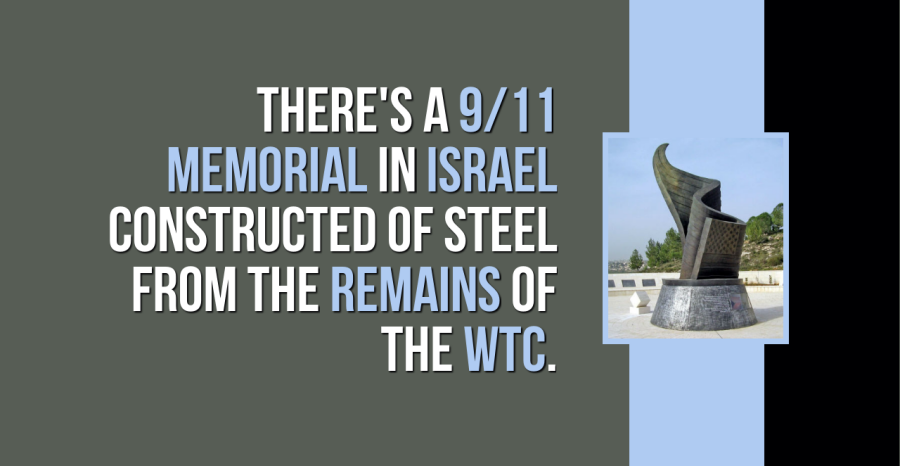 THERE'S A 9/11
MEMORIAL IN ISRAEL
CONSTRUCTED OF STEEL
FROM THE REMAINS OF
THE WTC.